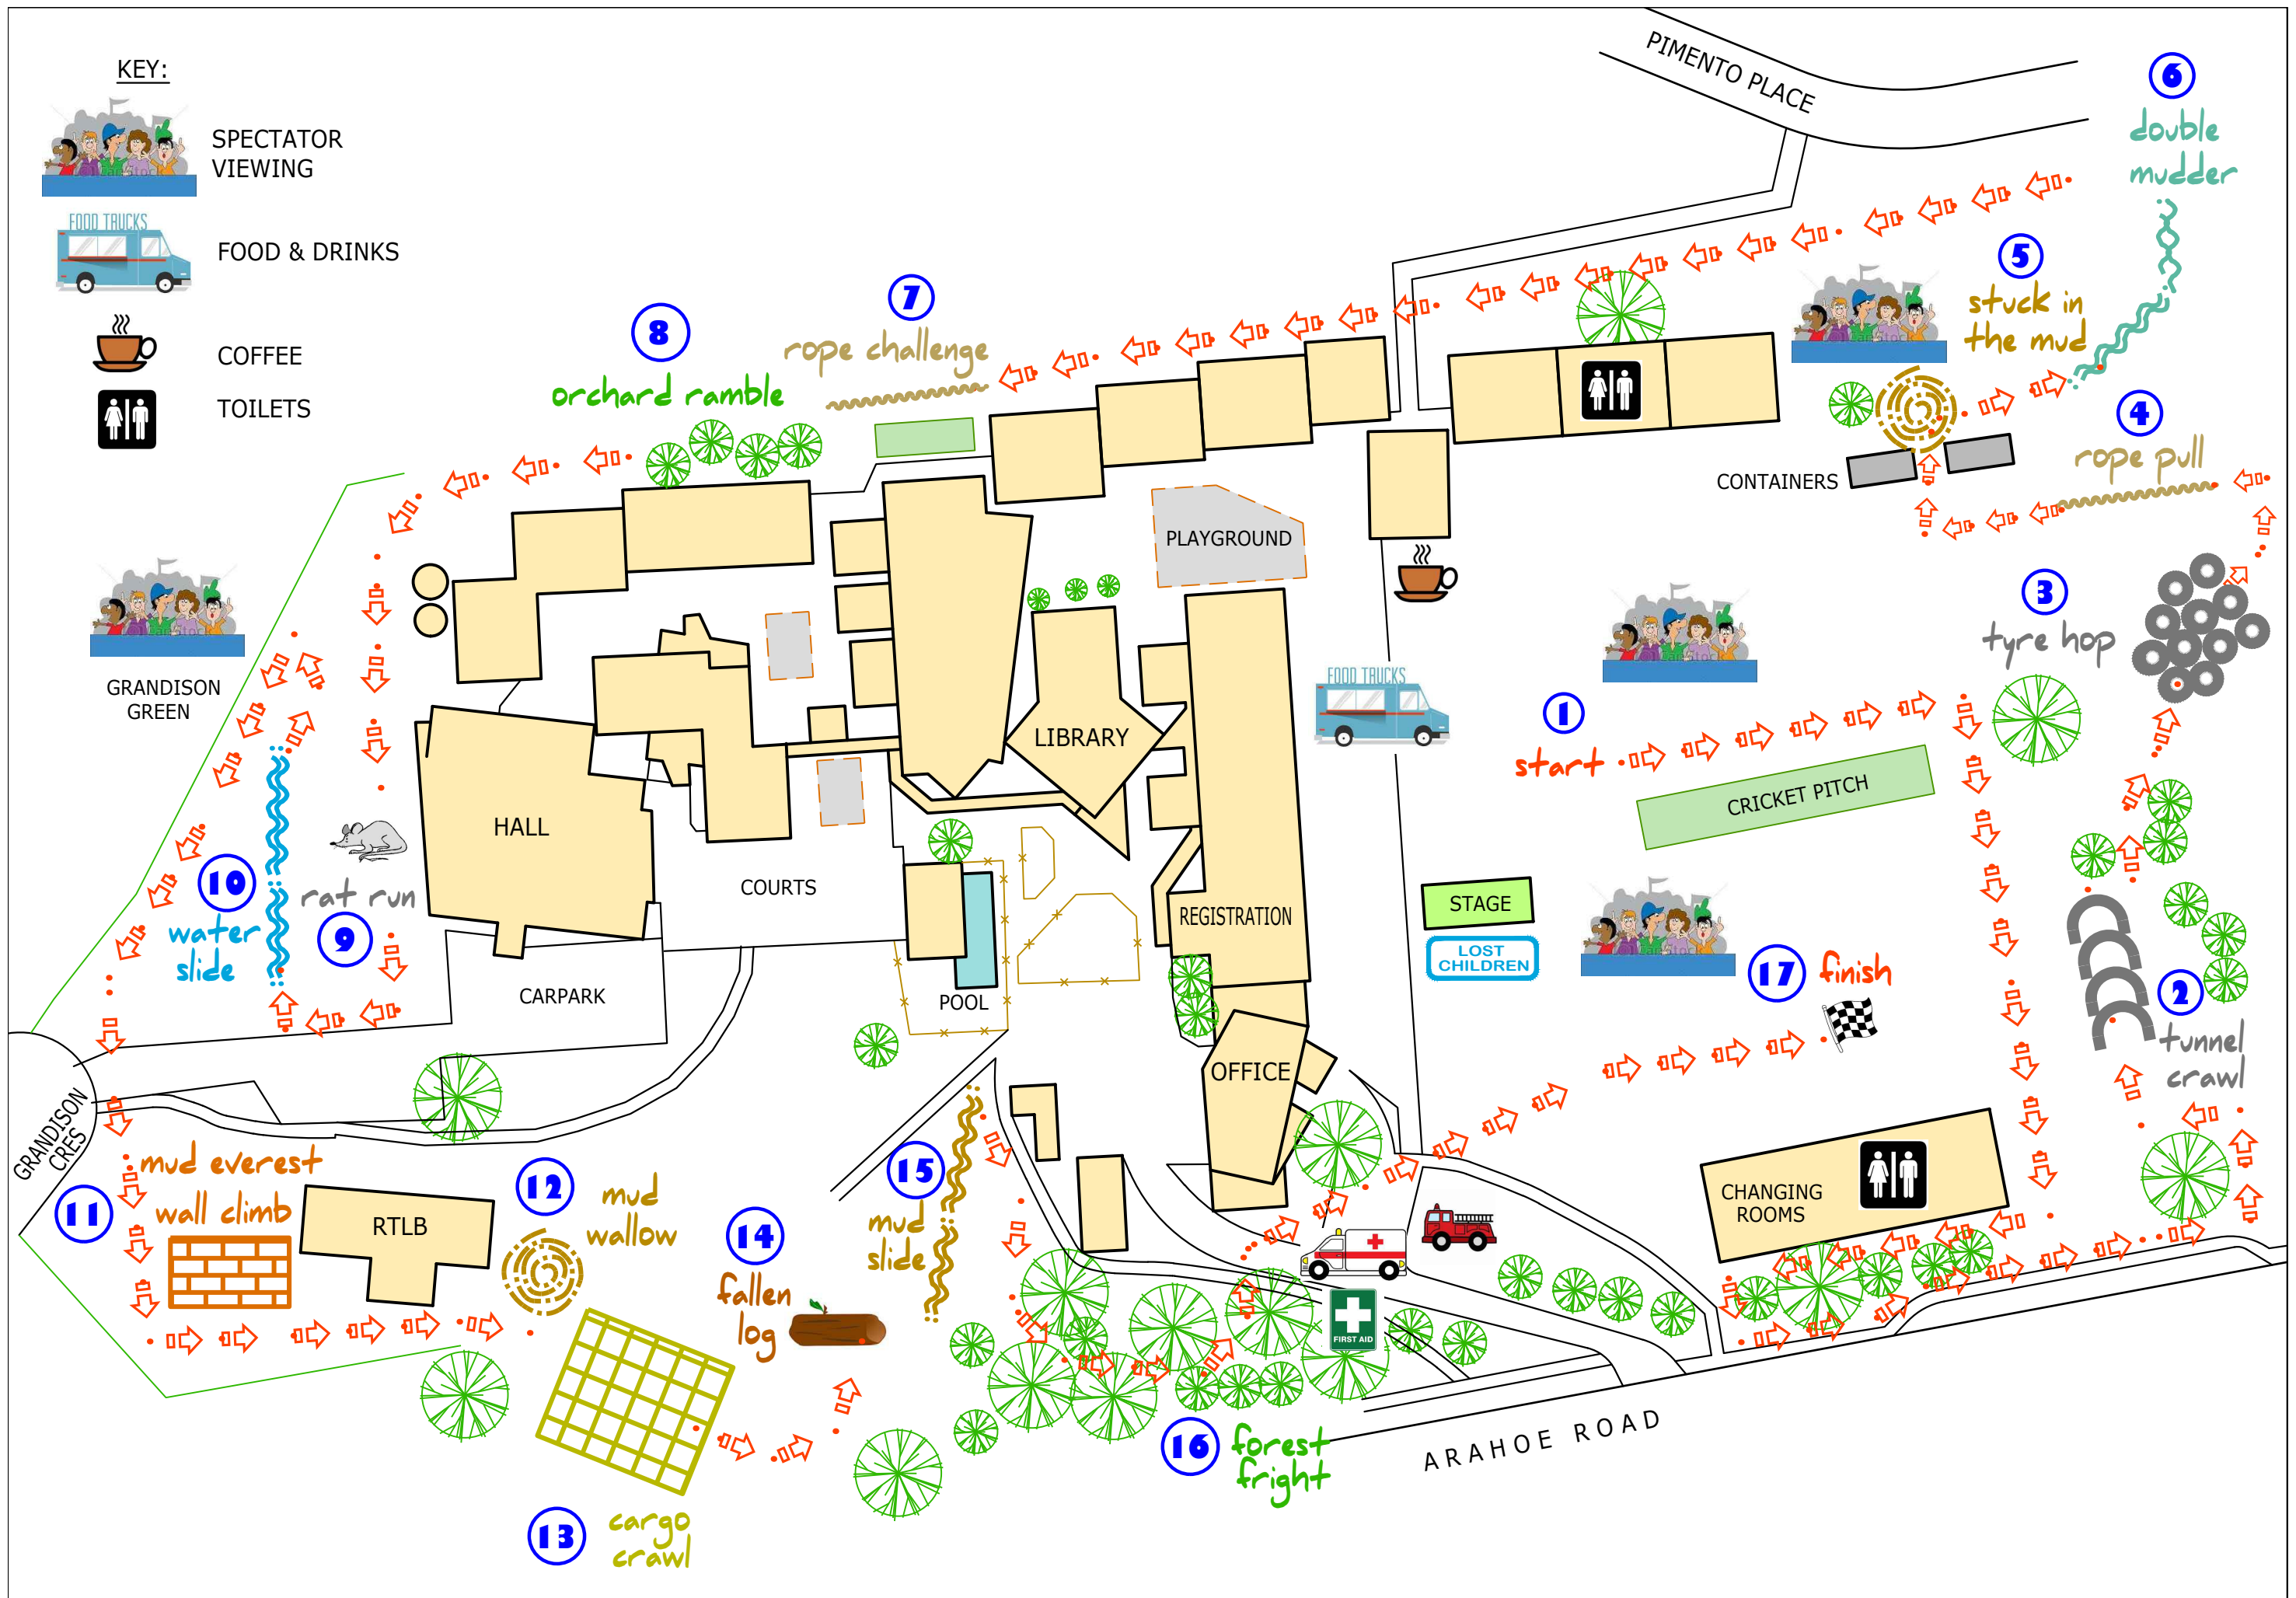 KEY:
SPECTATOR
VIEWING
FOOD TRUCKS
FOOD & DRINKS
COFFEE
TOILETS
PIMENTO PLACE
6
double
mudder
5
stuck in
the mud
4
rope pull
CONTAINERS
7
rope challenge
8
orchard ramble
PLAYGROUND
3
tyre hop
GRANDISON
GREEN
FOOD TRUCKS
1
start
CRICKET PITCH
LIBRARY
HALL
COURTS
10
water
slide
rat run
9
REGISTRATION
STAGE
LOST
CHILDREN
17
finish
2
tunnel
crawl
CARPARK
POOL
OFFICE
GRANDISON
CRES
11
mud everest
wall climb
RTLB
12
mud
wallow
14
fallen
log
15
mud
slide
CHANGING
ROOMS
FIRST AID
16
forest
fright
ARAHOE ROAD
13
cargo
crawl